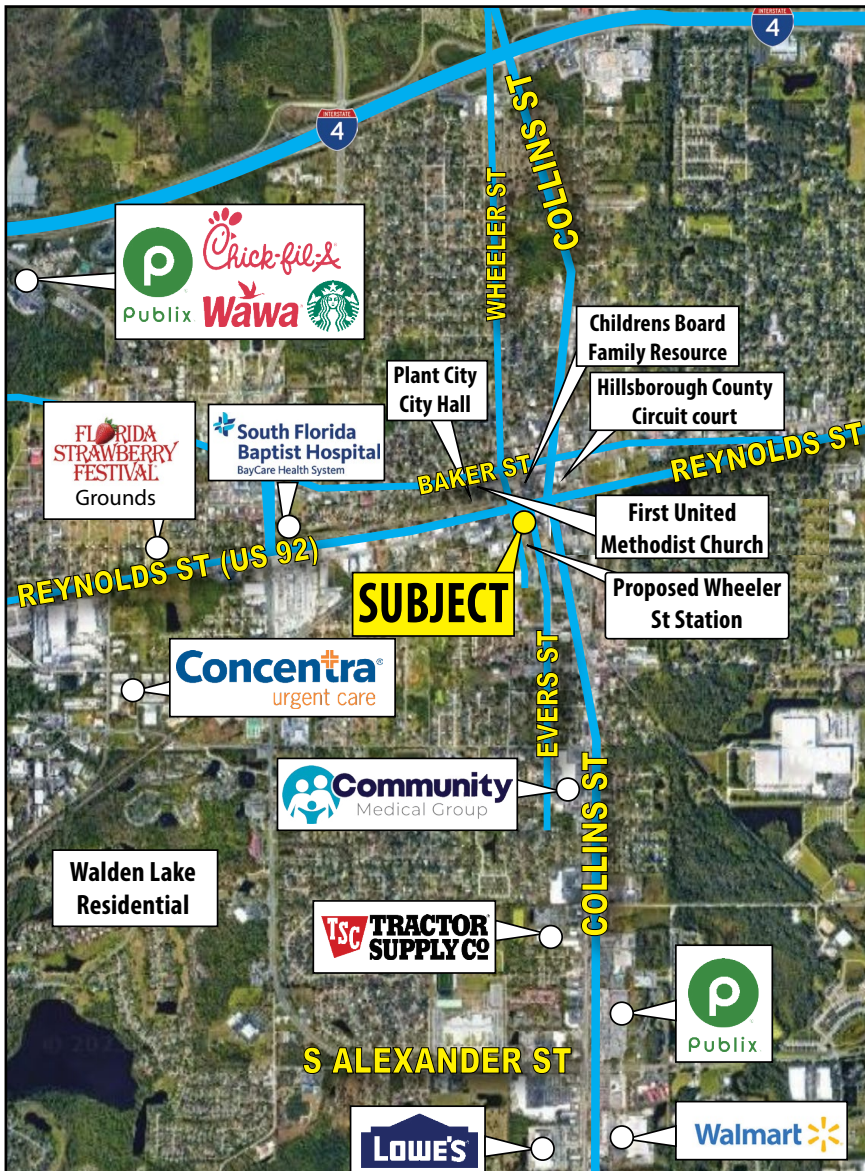 INTERSTATE
4
INTERSTATE
4
COLLINS ST
WHEELER ST
Publix
Chick-fil-A
Wawa
Childrens Board
Family Resource
Plant City
City Hall
Hillsborough County
Circuit court
FLORIDA
STRAWBERRY
FESTIVAL
Grounds
South Florida
Baptist Hospital
BayCare Health System
BAKER ST
REYNOLDS ST
First United
Methodist Church
REYNOLDS ST (US 92)
SUBJECT
Proposed Wheeler
St Station
Concentra®
urgent care
EVERS ST
Community
Medical Group
COLLINS ST
Walden Lake
Residential
TSC
TRACTOR
SUPPLY CO
Publix
S ALEXANDER ST
LOWE'S
Walmart